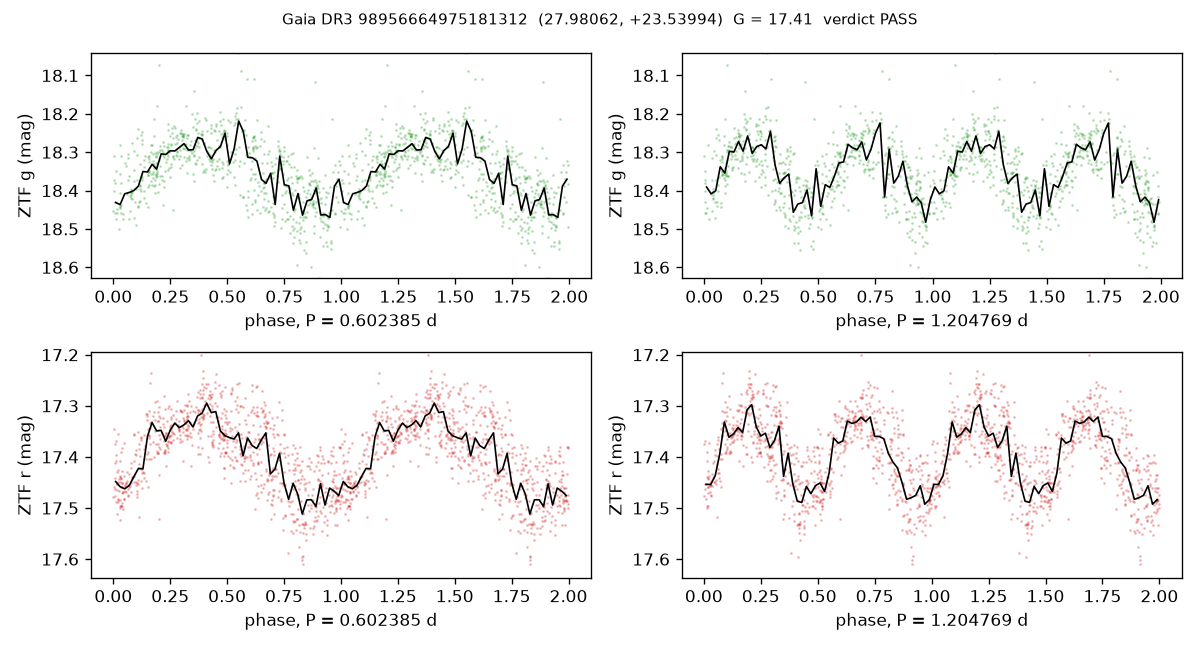 Gaia DR3 98956664975181312 (27.98062, +23.53994) G = 17.41 verdict PASS
ZTF g (mag)
18.1
18.2
18.3
18.4
18.5
18.6
0.00 0.25 0.50 0.75 1.00 1.25 1.50 1.75 2.00
phase, P = 0.602385 d
ZTF g (mag)
18.1
18.2
18.3
18.4
18.5
18.6
0.00 0.25 0.50 0.75 1.00 1.25 1.50 1.75 2.00
phase, P = 1.204769 d
ZTF r (mag)
17.2
17.3
17.4
17.5
17.6
0.00 0.25 0.50 0.75 1.00 1.25 1.50 1.75 2.00
phase, P = 0.602385 d
ZTF r (mag)
17.2
17.3
17.4
17.5
17.6
0.00 0.25 0.50 0.75 1.00 1.25 1.50 1.75 2.00
phase, P = 1.204769 d